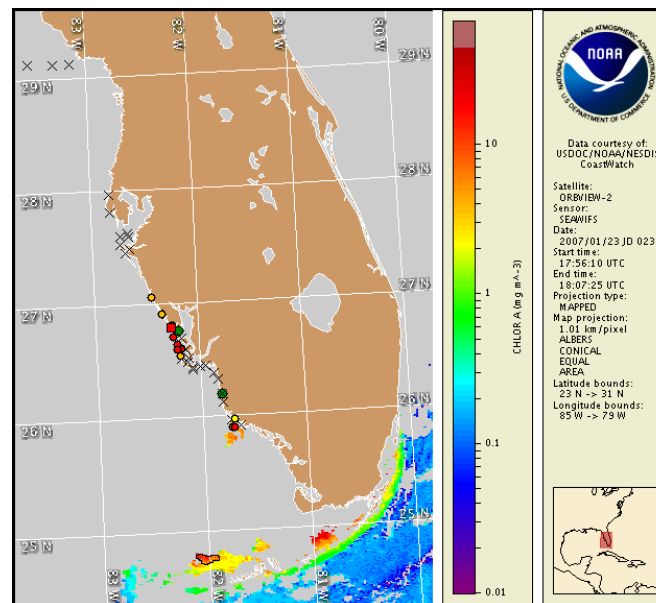 83 W
82 W
81 W
80 W
29 N
29 N
28 N
28 N
27 N
27 N
26 N
26 N
25 N
25 N
83 W
82 W
81 W
10
1
0.1
0.01
CHLOR A (mg m^-3)
NATIONAL OCEANIC AND ATMOSPHERIC ADMINISTRATION
NOAA
U.S. DEPARTMENT OF COMMERCE
Data courtesy of:
USDOC/NOAA/NESDIS
CoastWatch
Satellite:
ORBVIEW-2
Sensor:
SEAWIFS
Date:
2007/01/23 JD 023
Start time:
17:56:10 UTC
End time:
18:07:25 UTC
Projection type:
MAPPED
Map projection:
1.01 km/pixel
ALBERS
CONICAL
EQUAL
AREA
Latitude bounds:
23 N -> 31 N
Longitude bounds:
85 W -> 79 W